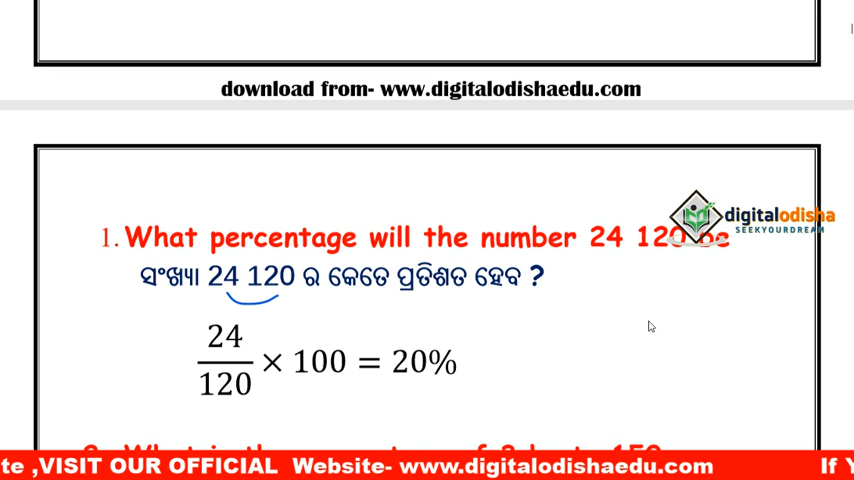 download from- www.digitalodishaedu.com
digitalodisha
SEEKYOURDREAM
1. What percentage will the number 24 120 be
ସଂଖ୍ୟା 24 120 ର କେତେ ପ୍ରତିଶତ ହେବ ?
24
120 × 100 = 20%
te ,VISIT OUR OFFICIAL Website- www.digitalodishaedu.com If